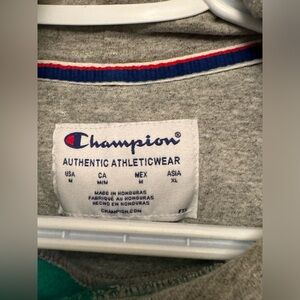 Champion®
AUTHENTIC ATHLETICWEAR
USA CA MEX ASIA
M M/M M XL
MADE IN HONDURAS
FABRIQUÉ AU HONDURAS
HECHO EN HONDURAS
CHAMPION.COM